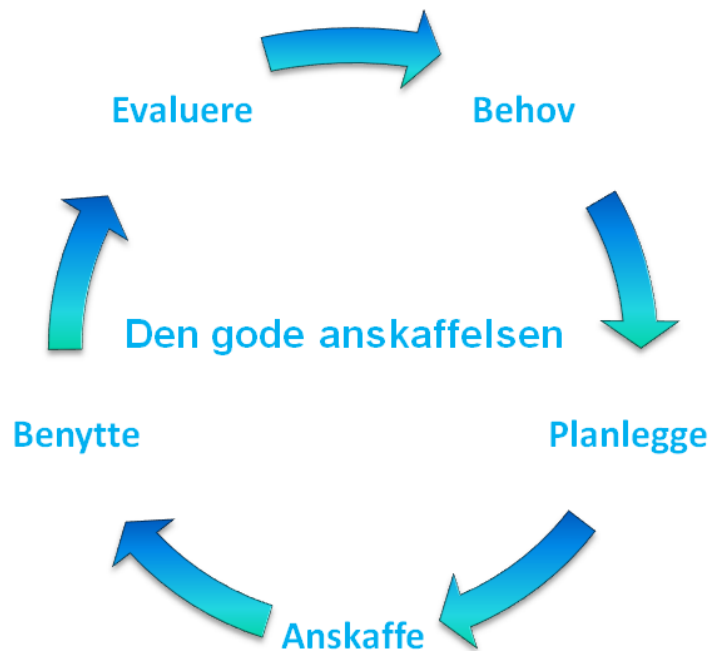 Evaluere
Behov
Den gode anskaffelsen
Benytte
Planlegge
Anskaffe